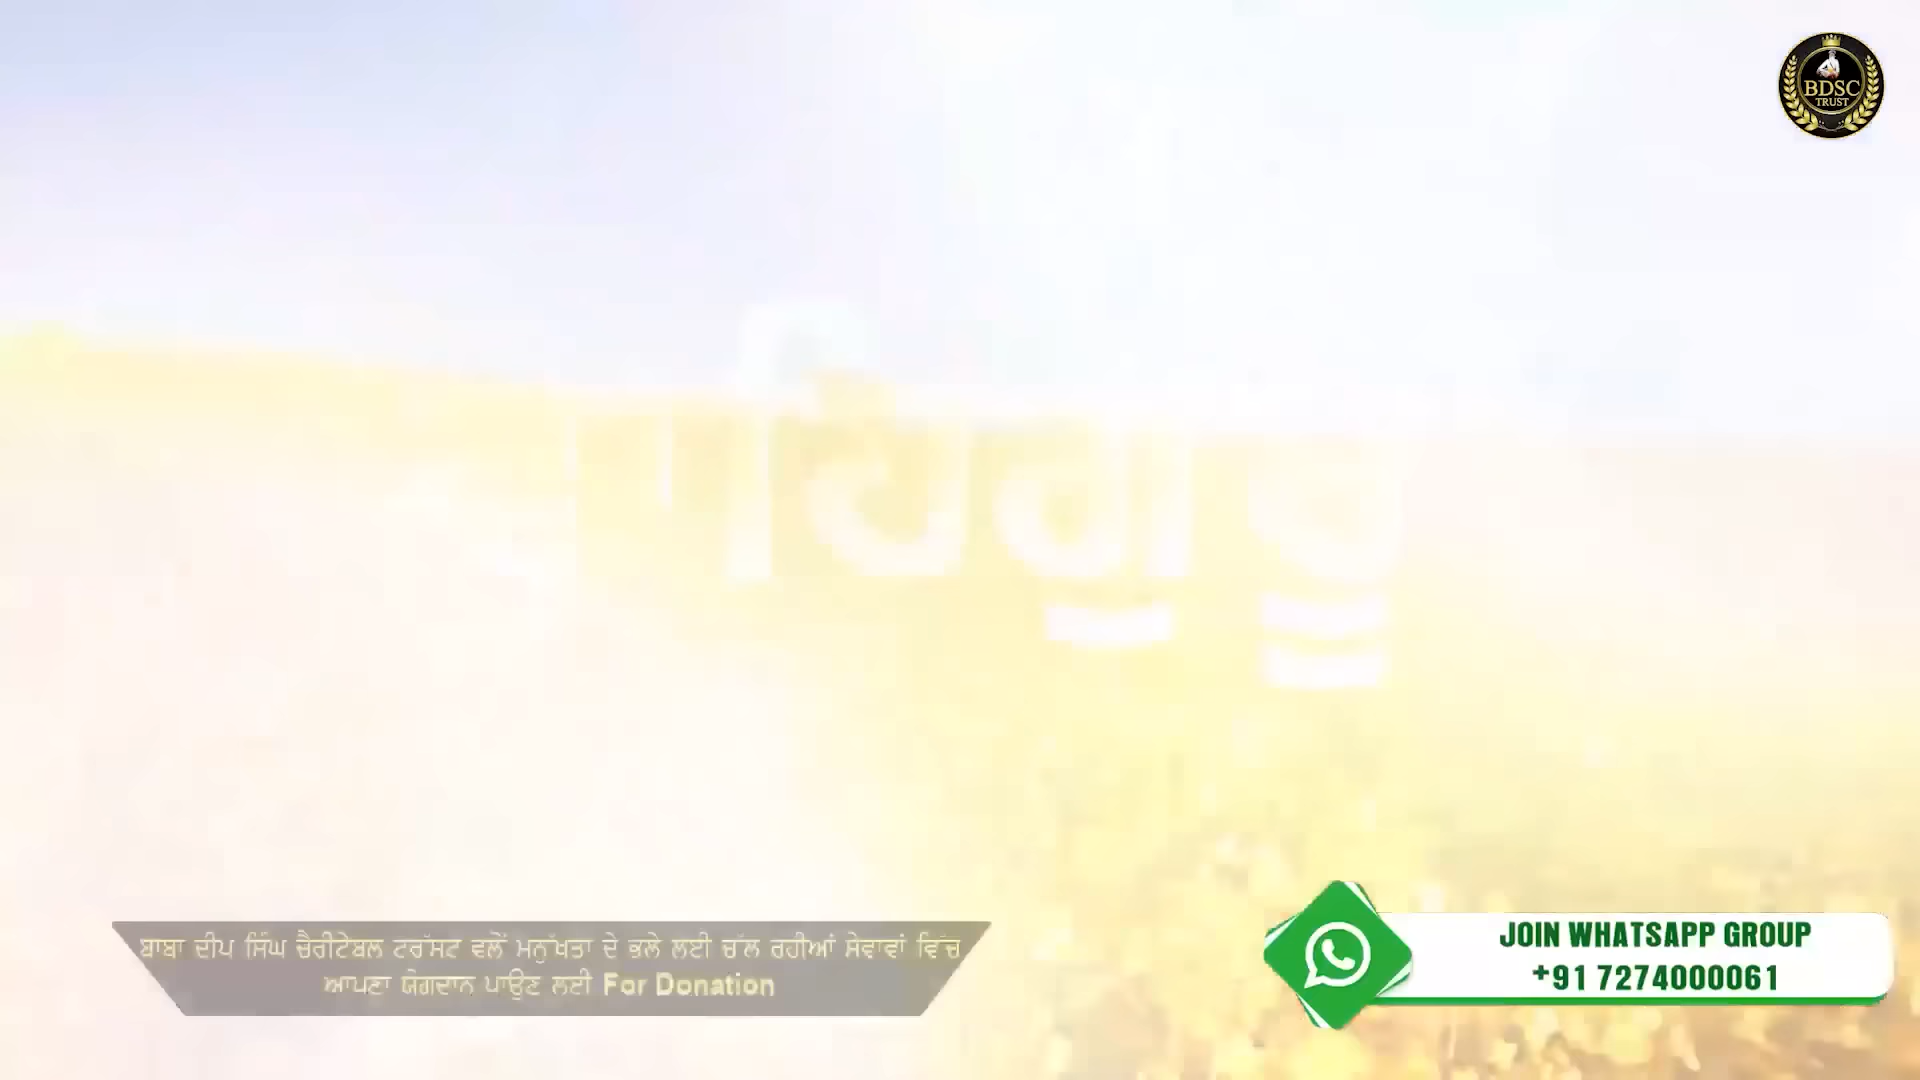 BDSC
TRUST
ਵਾਹਿਗੁਰੂ
ਬਾਬਾ ਦੀਪ ਸਿੰਘ ਚੈਰੀਟੇਬਲ ਟਰੱਸਟ ਵਲੋਂ ਮਨੁੱਖਤਾ ਦੇ ਭਲੇ ਲਈ ਚੱਲ ਰਹੀਆਂ ਸੇਵਾਵਾਂ ਵਿੱਚ
ਆਪਣਾ ਯੋਗਦਾਨ ਪਾਉਣ ਲਈ For Donation
JOIN WHATSAPP GROUP
+91 7274000061